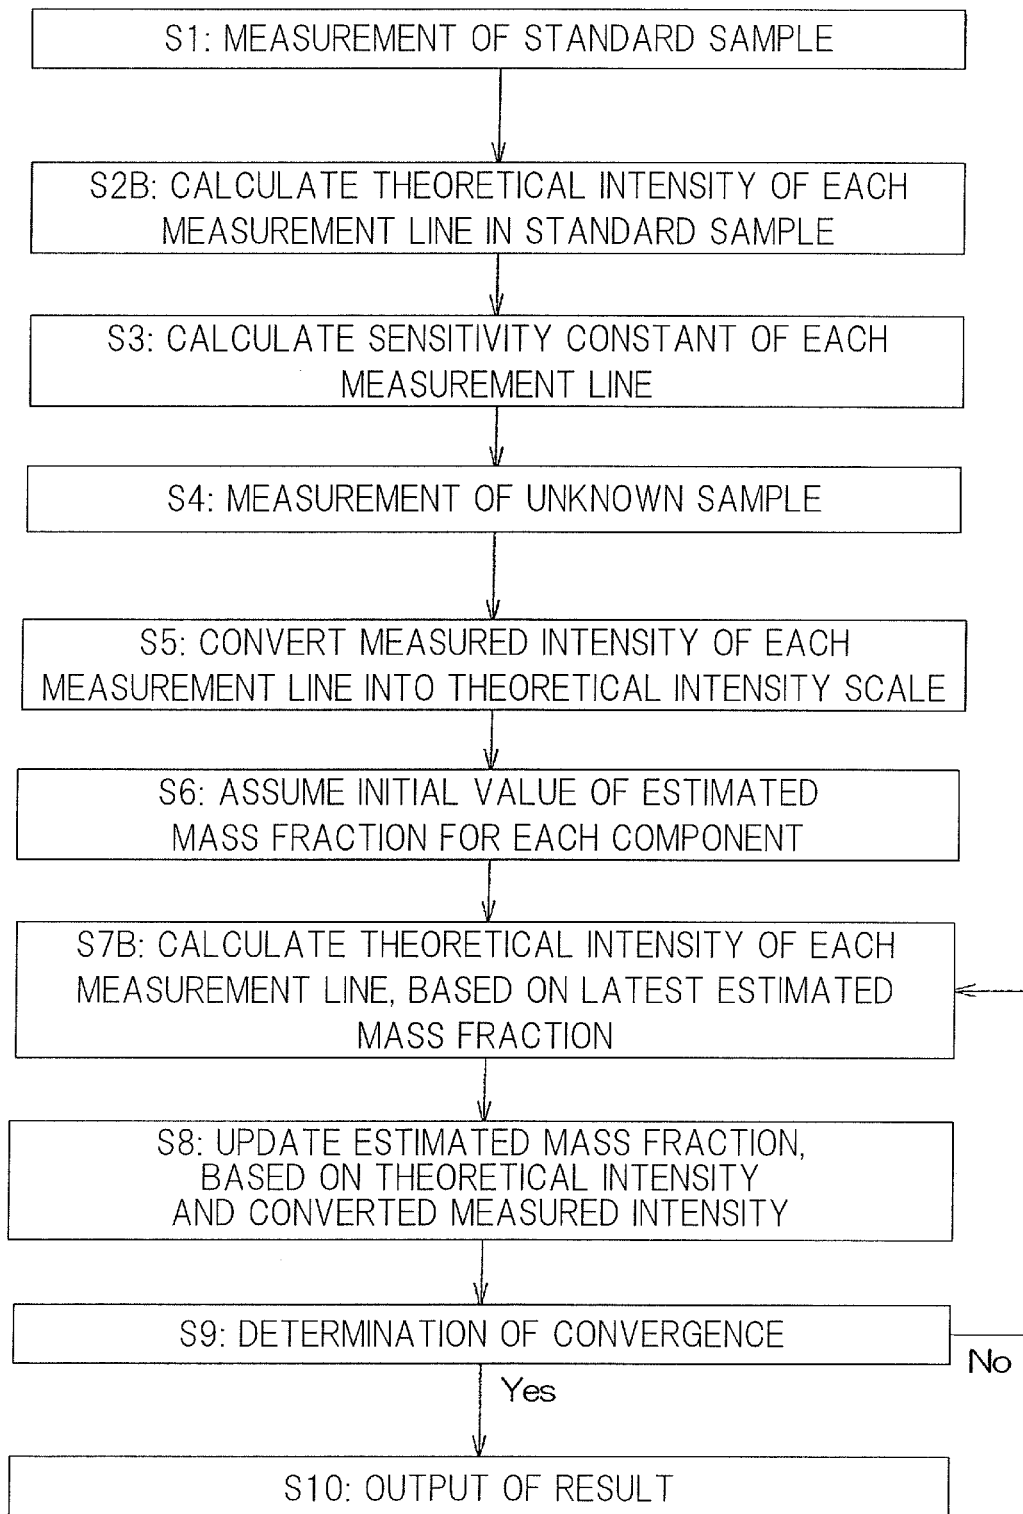 S1: MEASUREMENT OF STANDARD SAMPLE
S2B: CALCULATE THEORETICAL INTENSITY OF EACH
MEASUREMENT LINE IN STANDARD SAMPLE
S3: CALCULATE SENSITIVITY CONSTANT OF EACH
MEASUREMENT LINE
S4: MEASUREMENT OF UNKNOWN SAMPLE
S5: CONVERT MEASURED INTENSITY OF EACH
MEASUREMENT LINE INTO THEORETICAL INTENSITY SCALE
S6: ASSUME INITIAL VALUE OF ESTIMATED
MASS FRACTION FOR EACH COMPONENT
S7B: CALCULATE THEORETICAL INTENSITY OF EACH
MEASUREMENT LINE, BASED ON LATEST ESTIMATED
MASS FRACTION
S8: UPDATE ESTIMATED MASS FRACTION,
BASED ON THEORETICAL INTENSITY
AND CONVERTED MEASURED INTENSITY
S9: DETERMINATION OF CONVERGENCE
No
Yes
S10: OUTPUT OF RESULT